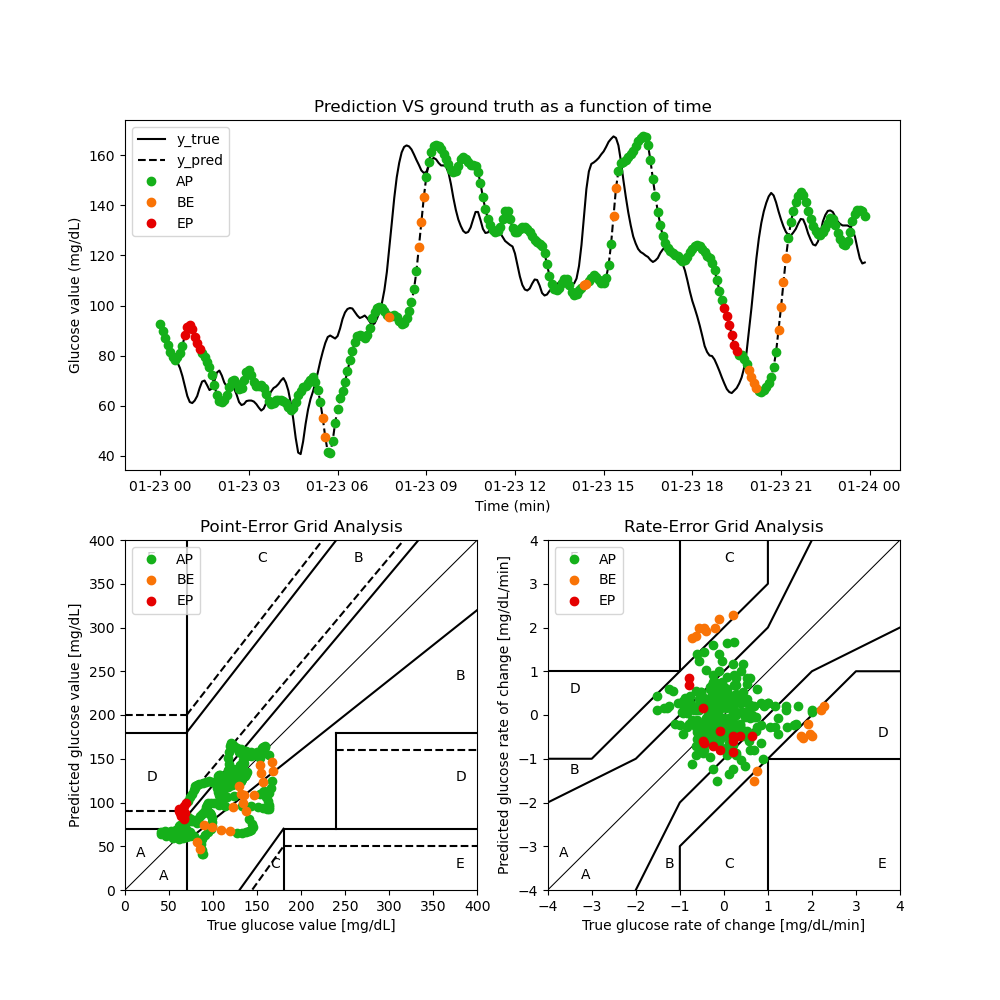 Prediction VS ground truth as a function of time
y_true
y_pred
AP
BE
EP
Glucose value (mg/dL)
160
140
120
100
80
60
40
01-23 00 01-23 03 01-23 06 01-23 09 01-23 12 01-23 15 01-23 18 01-23 21 01-24 00
Time (min)
Point-Error Grid Analysis
AP
BE
EP
C
B
B
D
D
A
A
C
E
Predicted glucose value [mg/dL]
400
350
300
250
200
150
100
50
0
0 50 100 150 200 250 300 350 400
True glucose value [mg/dL]
Rate-Error Grid Analysis
AP
BE
EP
C
D
D
B
A
A
B
C
E
Predicted glucose rate of change [mg/dL/min]
4
3
2
1
0
−1
−2
−3
−4
−4 −3 −2 −1 0 1 2 3 4
True glucose rate of change [mg/dL/min]